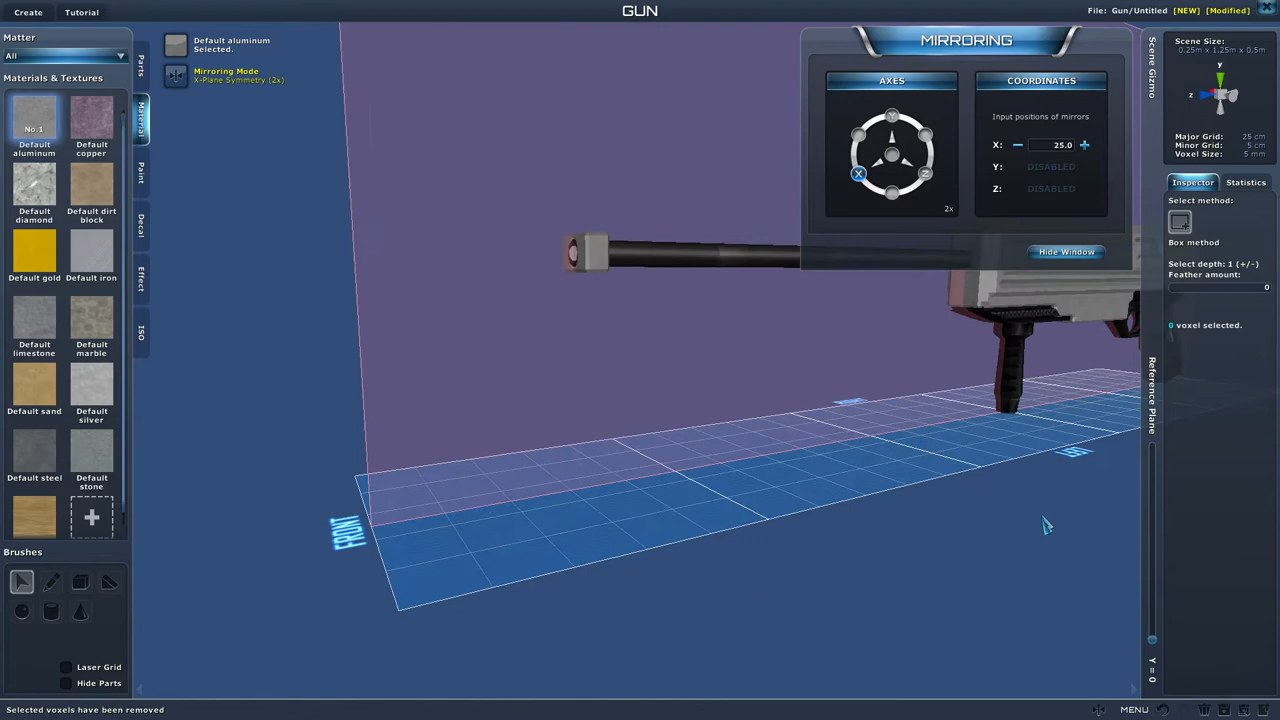 Create
Tutorial
GUN
File: Gun/Untitled [NEW] [Modified]
Matter
All
Materials & Textures
No.1
Default aluminum
Default copper
Default diamond
Default dirt block
Default gold
Default iron
Default limestone
Default marble
Default sand
Default silver
Default steel
Default stone
Brushes
Laser Grid
Hide Parts
Selected voxels have been removed
Parts
Material
Paint
Decal
Effect
ISO
Default aluminum
Selected.
Mirroring Mode
X-Plane Symmetry (2x)
FRONT
MIRRORING
AXES
Y
X
Z
2x
COORDINATES
Input positions of mirrors
X: 25.0
Y: DISABLED
Z: DISABLED
Hide Window
Scene Gizmo
Reference Plane
Y = 0
Scene Size:
0.25m x 1.25m x 0.5m
y
z
Major Grid: 25 cm
Minor Grid: 5 cm
Voxel Size: 5 mm
Inspector
Statistics
Select method:
Box method
Select depth: 1 (+/-)
Feather amount:
0
0 voxel selected.
MENU